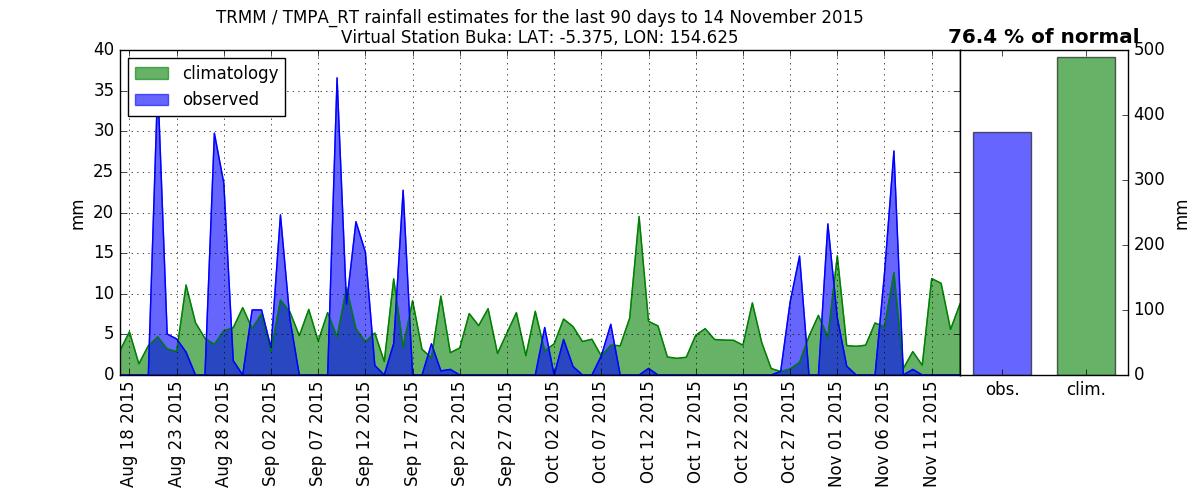 TRMM / TMPA_RT rainfall estimates for the last 90 days to 14 November 2015
Virtual Station Buka: LAT: -5.375, LON: 154.625
76.4 % of normal
climatology
observed
40
35
30
25
20
15
10
5
0
mm
500
400
300
200
100
0
mm
Aug 18 2015
Aug 23 2015
Aug 28 2015
Sep 02 2015
Sep 07 2015
Sep 12 2015
Sep 17 2015
Sep 22 2015
Sep 27 2015
Oct 02 2015
Oct 07 2015
Oct 12 2015
Oct 17 2015
Oct 22 2015
Oct 27 2015
Nov 01 2015
Nov 06 2015
Nov 11 2015
obs.
clim.